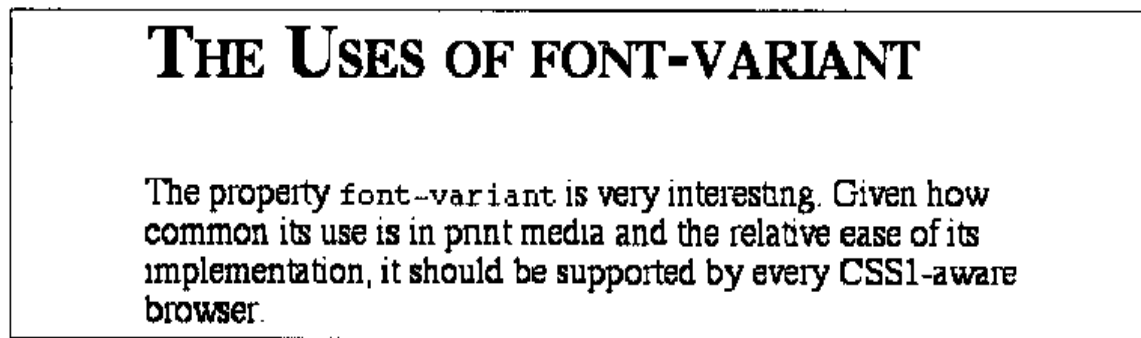 THE USES OF FONT-VARIANT
The property font-variant is very interesting. Given how
common its use is in print media and the relative ease of its
implementation, it should be supported by every CSS1-aware
browser.